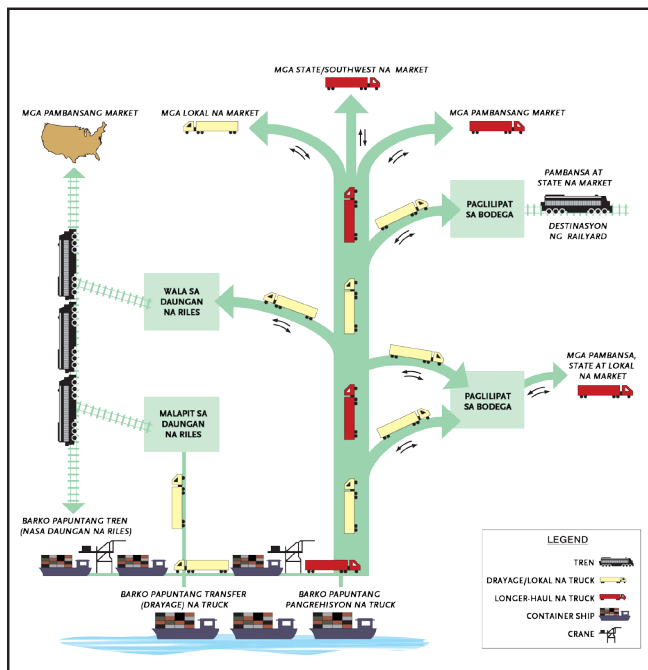 MGA STATE/SOUTHWEST NA MARKET
MGA PAMBANSANG MARKET
MGA LOKAL NA MARKET
MGA PAMBANSANG MARKET
PAMBANSA AT
STATE NA MARKET
PAGLILIPAT
SA BODEGA
DESTINASYON
NG RAILYARD
WALA SA
DAUNGAN
NA RILES
MGA PAMBANSA,
STATE AT LOKAL
NA MARKET
PAGLILIPAT
SA BODEGA
MALAPIT SA
DAUNGAN
NA RILES
BARKO PAPUNTANG TREN
(NASA DAUNGAN NA RILES)
BARKO PAPUNTANG TRANSFER
(DRAYAGE) NA TRUCK
BARKO PAPUNTANG
PANGREHISYON NA TRUCK
LEGEND
TREN
DRAYAGE/LOKAL NA TRUCK
LONGER-HAUL NA TRUCK
CONTAINER SHIP
CRANE